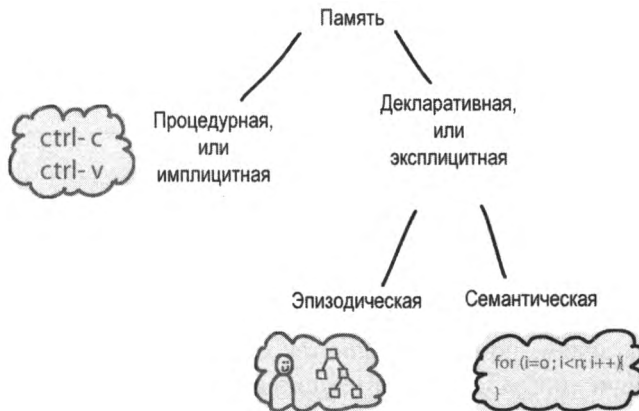 Память
Процедурная,
или
имплицитная
Декларативная,
или
эксплицитная
ctrl- c
ctrl- v
Эпизодическая
Семантическая
for (i=o ; i<n; i++){
}